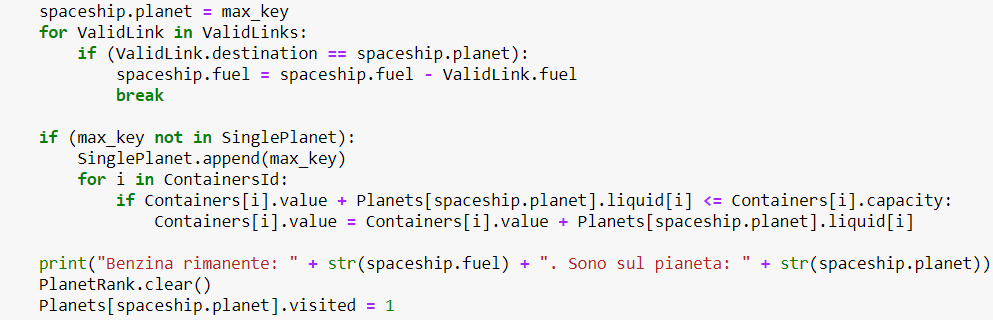 spaceship.planet = max_key
for ValidLink in ValidLinks:
    if (ValidLink.destination == spaceship.planet):
        spaceship.fuel = spaceship.fuel - ValidLink.fuel
        break

if (max_key not in SinglePlanet):
    SinglePlanet.append(max_key)
    for i in ContainersId:
        if Containers[i].value + Planets[spaceship.planet].liquid[i] <= Containers[i].capacity:
            Containers[i].value = Containers[i].value + Planets[spaceship.planet].liquid[i]

print("Benzina rimanente: " + str(spaceship.fuel) + ". Sono sul pianeta: " + str(spaceship.planet))
PlanetRank.clear()
Planets[spaceship.planet].visited = 1